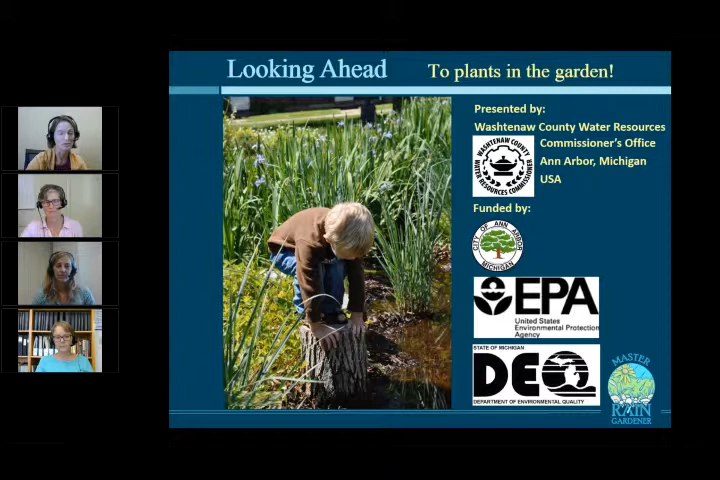 Looking Ahead To plants in the garden!
Presented by:
Washtenaw County Water Resources
Commissioner's Office
Ann Arbor, Michigan
USA
WASHTENAW COUNTY
WATER RESOURCES COMMISSIONER
Funded by:
CITY OF ANN ARBOR
MICHIGAN
EPA
United States
Environmental Protection
Agency
STATE OF MICHIGAN
DEQ
DEPARTMENT OF ENVIRONMENTAL QUALITY
MASTER
RAIN
GARDENER